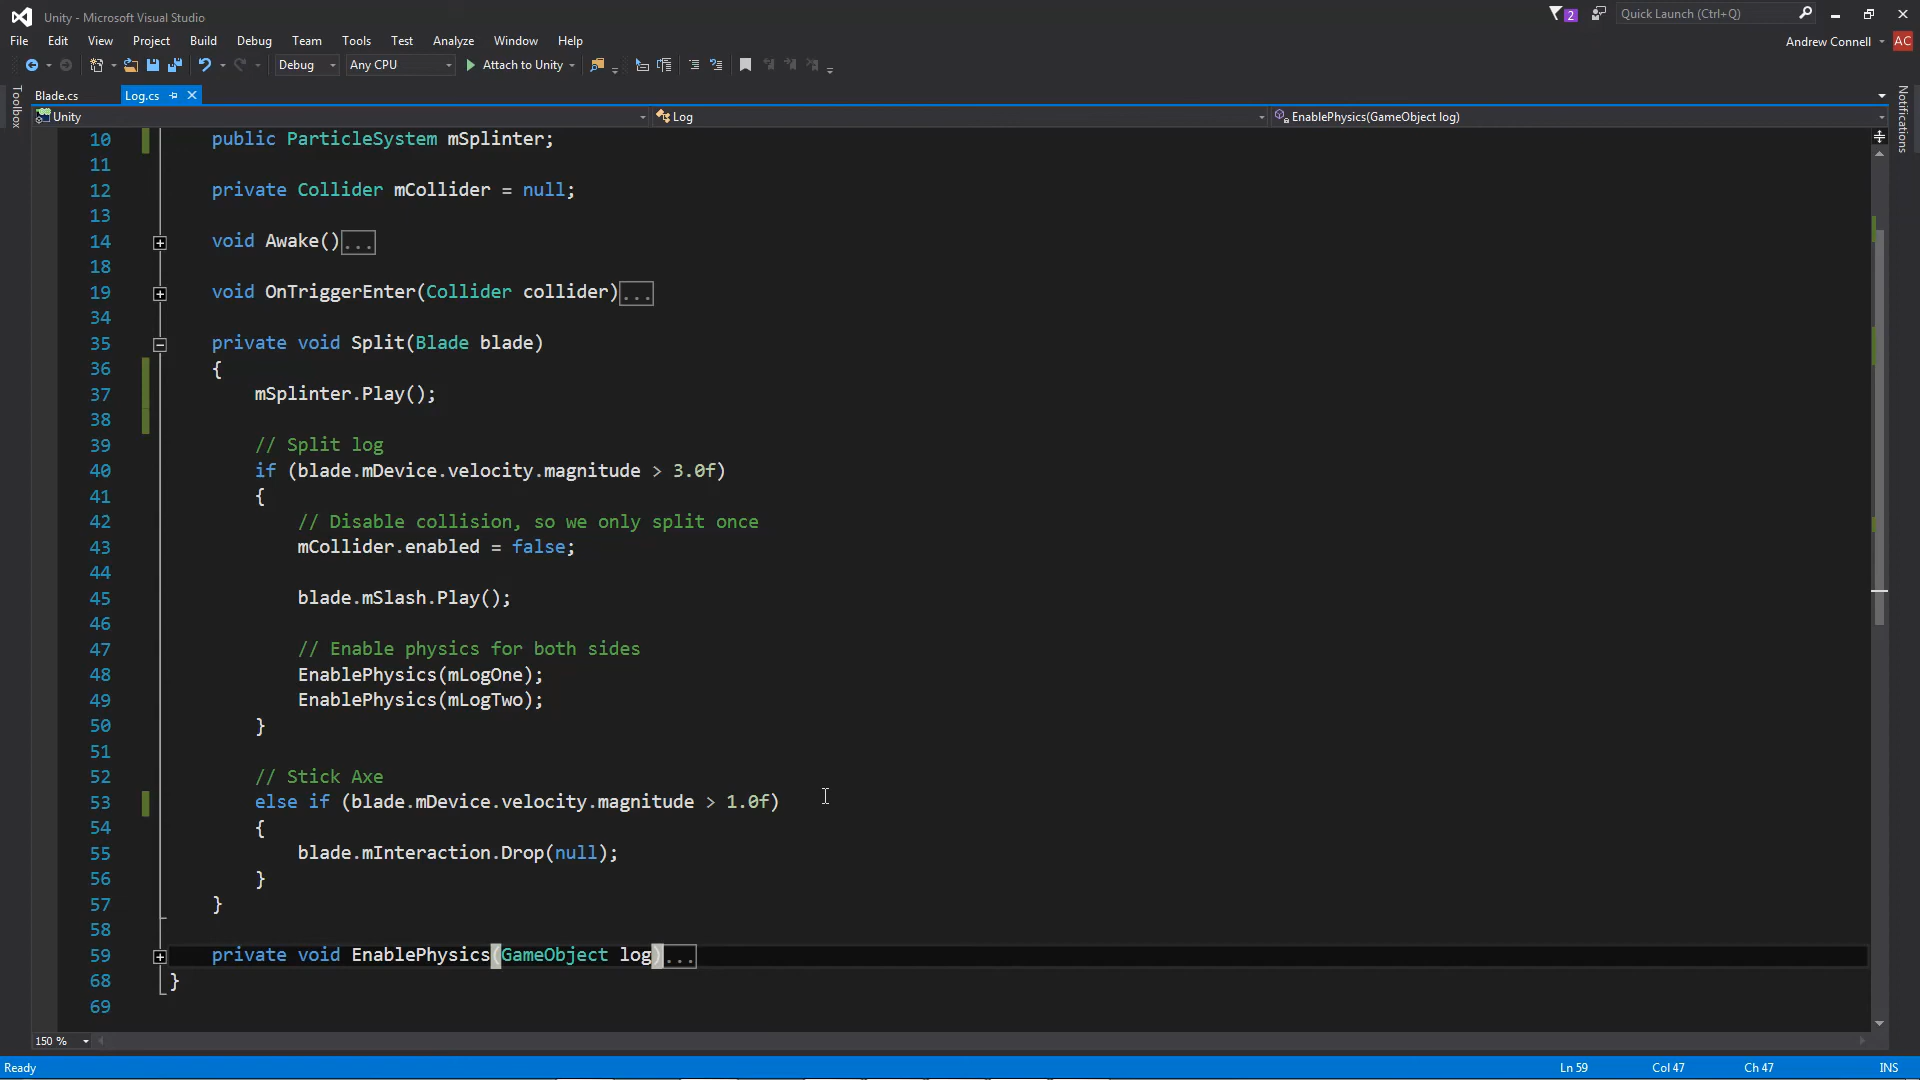 Unity - Microsoft Visual Studio
2
Quick Launch (Ctrl+Q)
File Edit View Project Build Debug Team Tools Test Analyze Window Help
Andrew Connell AC
Debug Any CPU Attach to Unity
Toolbox
Notifications
Blade.cs Log.cs
Unity Log EnablePhysics(GameObject log)
10 public ParticleSystem mSplinter;
11
12 private Collider mCollider = null;
13
14 void Awake()...
18
19 void OnTriggerEnter(Collider collider)...
34
35 private void Split(Blade blade)
36 {
37 mSplinter.Play();
38
39 // Split log
40 if (blade.mDevice.velocity.magnitude > 3.0f)
41 {
42 // Disable collision, so we only split once
43 mCollider.enabled = false;
44
45 blade.mSlash.Play();
46
47 // Enable physics for both sides
48 EnablePhysics(mLogOne);
49 EnablePhysics(mLogTwo);
50 }
51
52 // Stick Axe
53 else if (blade.mDevice.velocity.magnitude > 1.0f)
54 {
55 blade.mInteraction.Drop(null);
56 }
57 }
58
59 private void EnablePhysics(GameObject log)...
68 }
69
150 %
Ready Ln 59 Col 47 Ch 47 INS